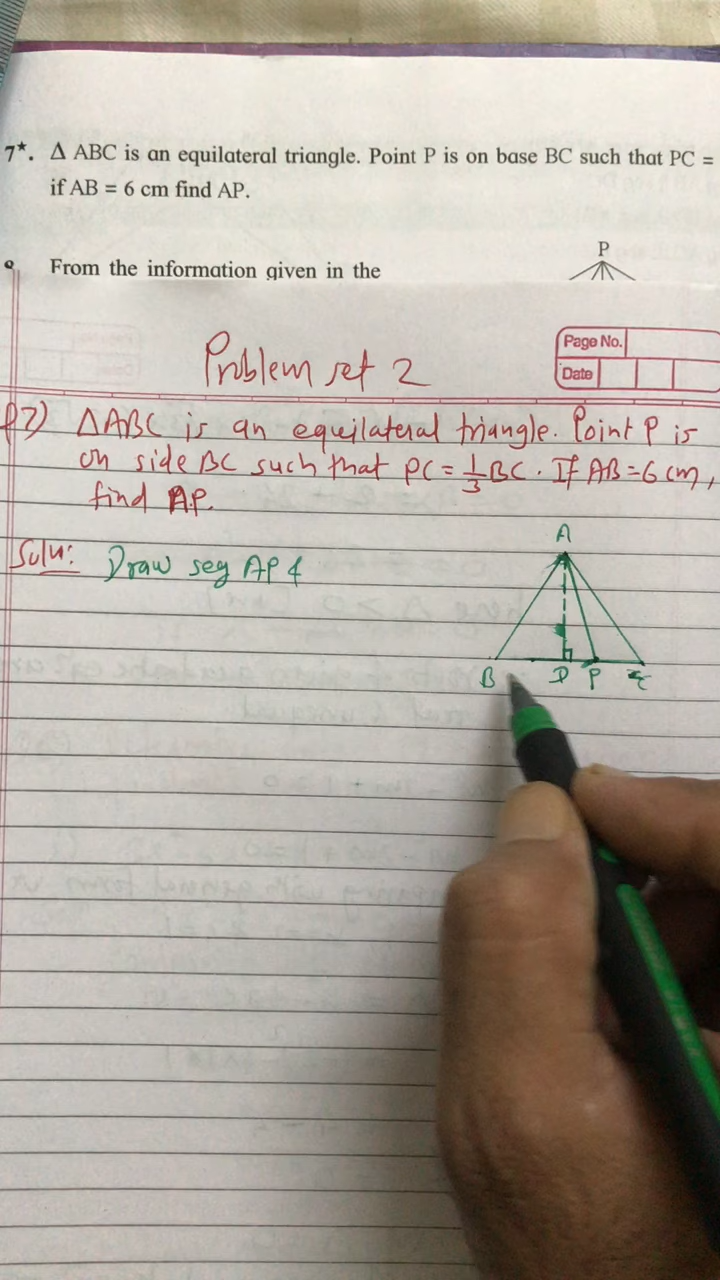 7*. Δ ABC is an equilateral triangle. Point P is on base BC such that PC =
if AB = 6 cm find AP.
From the information given in the
P
Problem set 2
Page No.
Date
Q7) ΔABC is an equilateral triangle. Point P is
on side BC such that PC = 1/3 BC. If AB = 6 cm,
find AP.
Soln: Draw seg AP &
A
B D P C